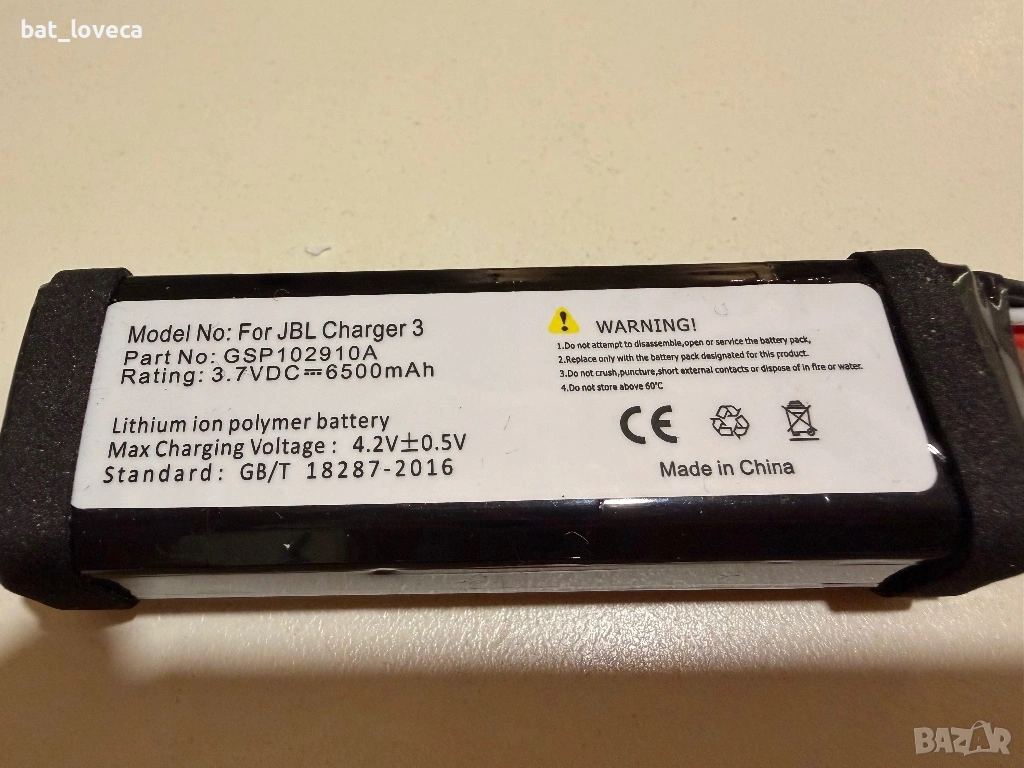 bat_loveca
Model No: For JBL Charger 3
Part No: GSP102910A
Rating: 3.7VDC⎓6500mAh
Lithium ion polymer battery
Max Charging Voltage : 4.2V±0.5V
Standard : GB/T 18287-2016
WARNING!
1.Do not attempt to disassemble,open or service the battery pack,
2.Replace only with the battery pack designated for this product.
3.Do not crush,puncture,short external contacts or dispose of in fire or water.
4.Do not store above 60°C
CE
Made in China
BAZAR